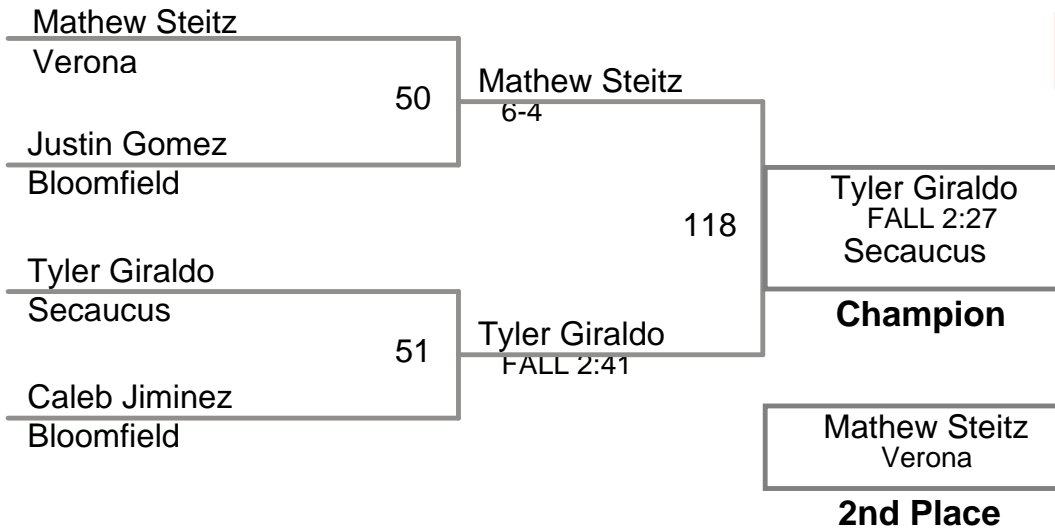 Mathew Steitz
Verona
50
Justin Gomez
Bloomfield
Mathew Steitz
6-4
Tyler Giraldo
Secaucus
51
Caleb Jiminez
Bloomfield
Tyler Giraldo
FALL 2:41
118
Tyler Giraldo
FALL 2:27
Secaucus
Champion
Mathew Steitz
Verona
2nd Place